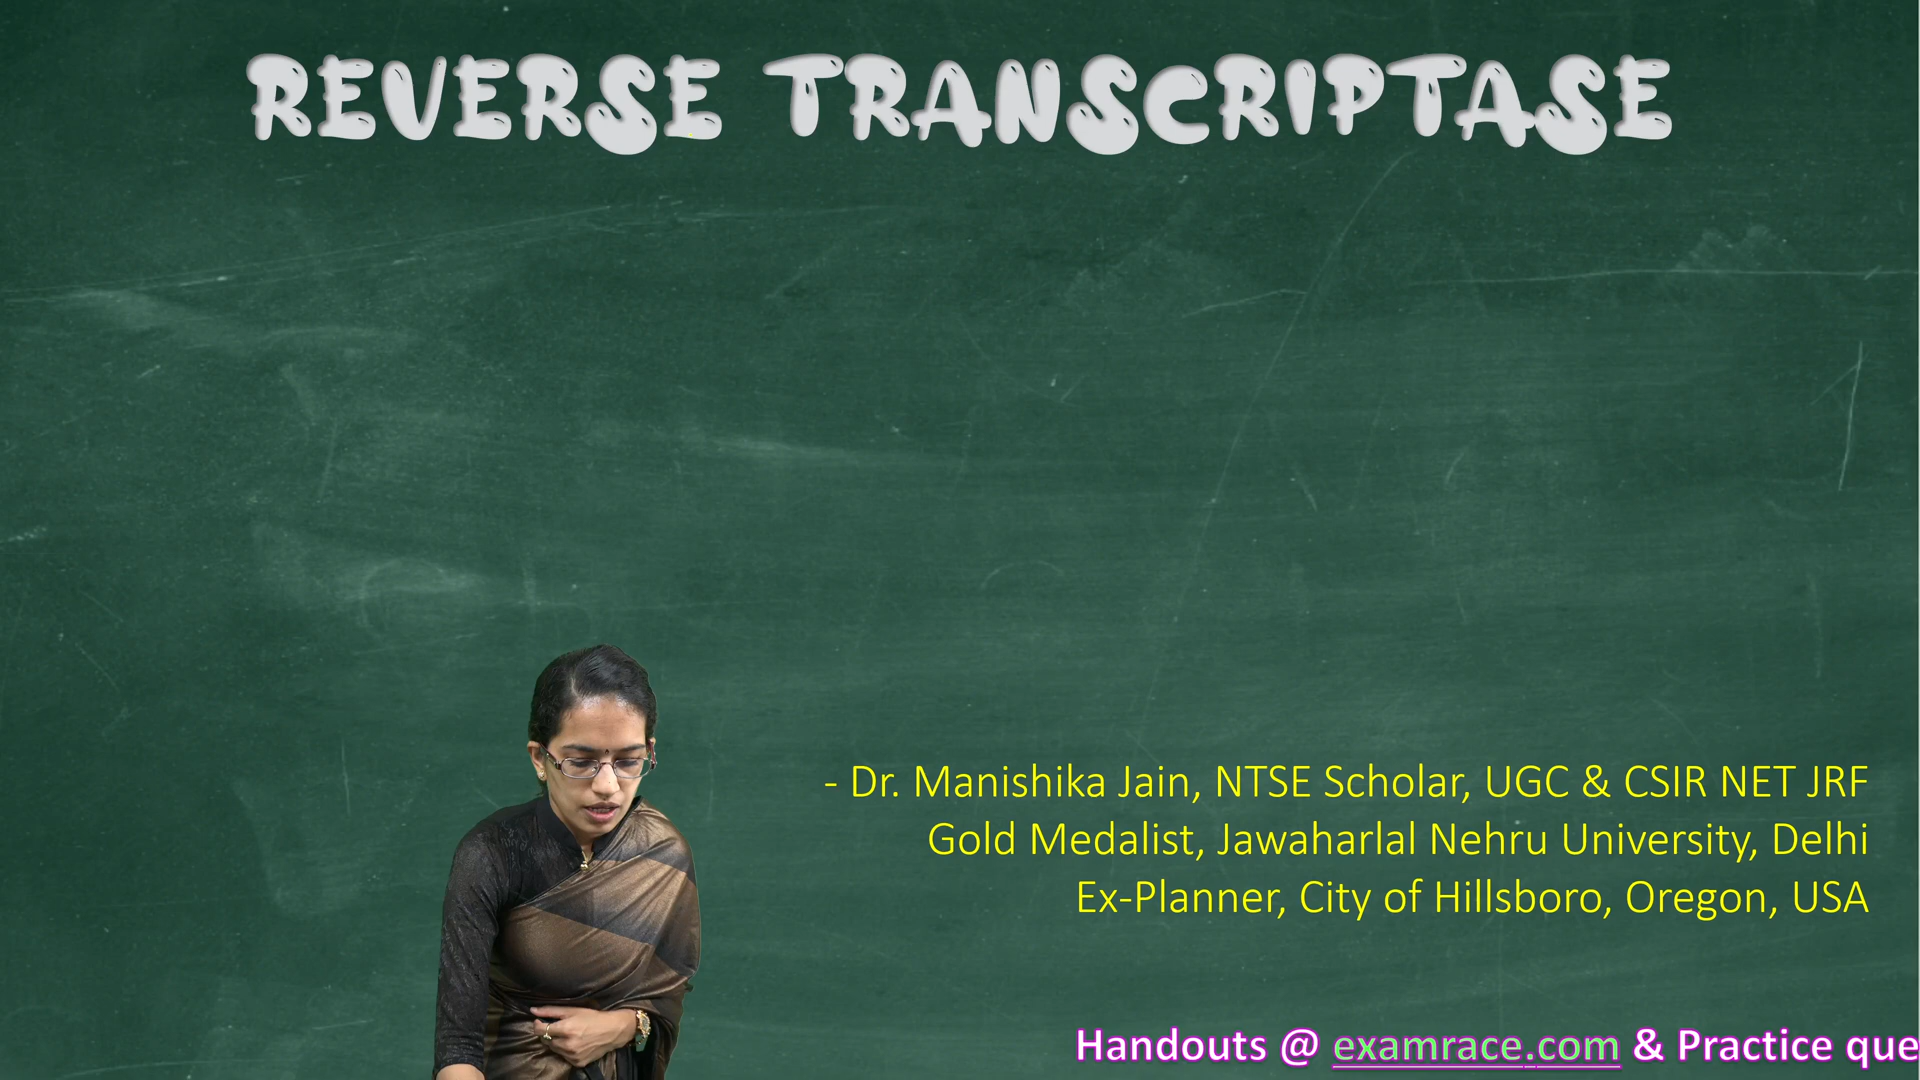 REVERSE TRANSCRIPTASE
- Dr. Manishika Jain, NTSE Scholar, UGC & CSIR NET JRF
Gold Medalist, Jawaharlal Nehru University, Delhi
Ex-Planner, City of Hillsboro, Oregon, USA
Handouts @ examrace.com & Practice que